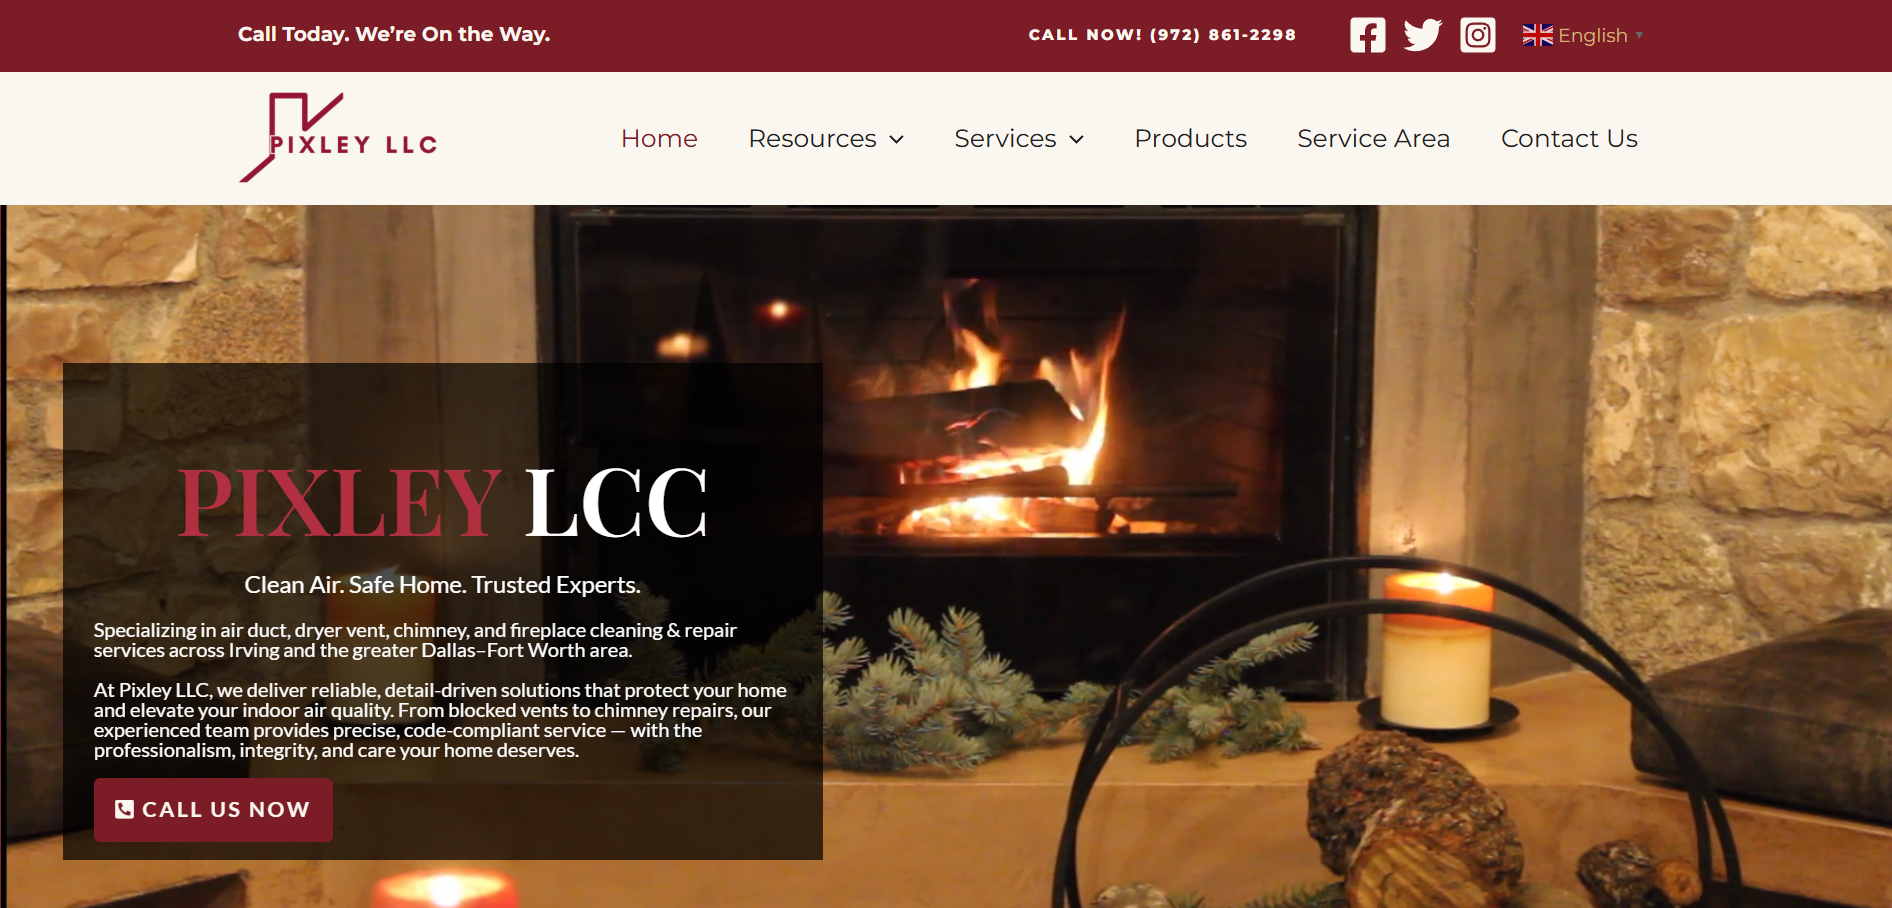 Call Today. We’re On the Way.
CALL NOW! (972) 861-2298
English
PIXLEY LLC
Home
Resources
Services
Products
Service Area
Contact Us
PIXLEY LCC
Clean Air. Safe Home. Trusted Experts.
Specializing in air duct, dryer vent, chimney, and fireplace cleaning & repair
services across Irving and the greater Dallas–Fort Worth area.
At Pixley LLC, we deliver reliable, detail-driven solutions that protect your home
and elevate your indoor air quality. From blocked vents to chimney repairs, our
experienced team provides precise, code-compliant service — with the
professionalism, integrity, and care your home deserves.
CALL US NOW